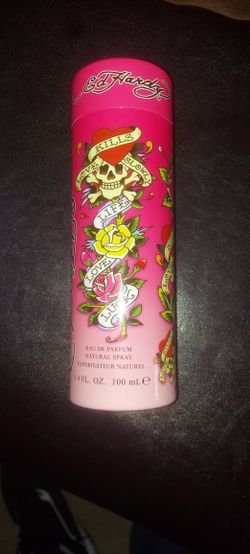 Ed Hardy
KILLS
LOVE SLOWLY
LIFE
LOVE
LUCK
EAU DE PARFUM
NATURAL SPRAY
VAPORISATEUR NATUREL
3.4 FL. OZ. 100 mL ℮